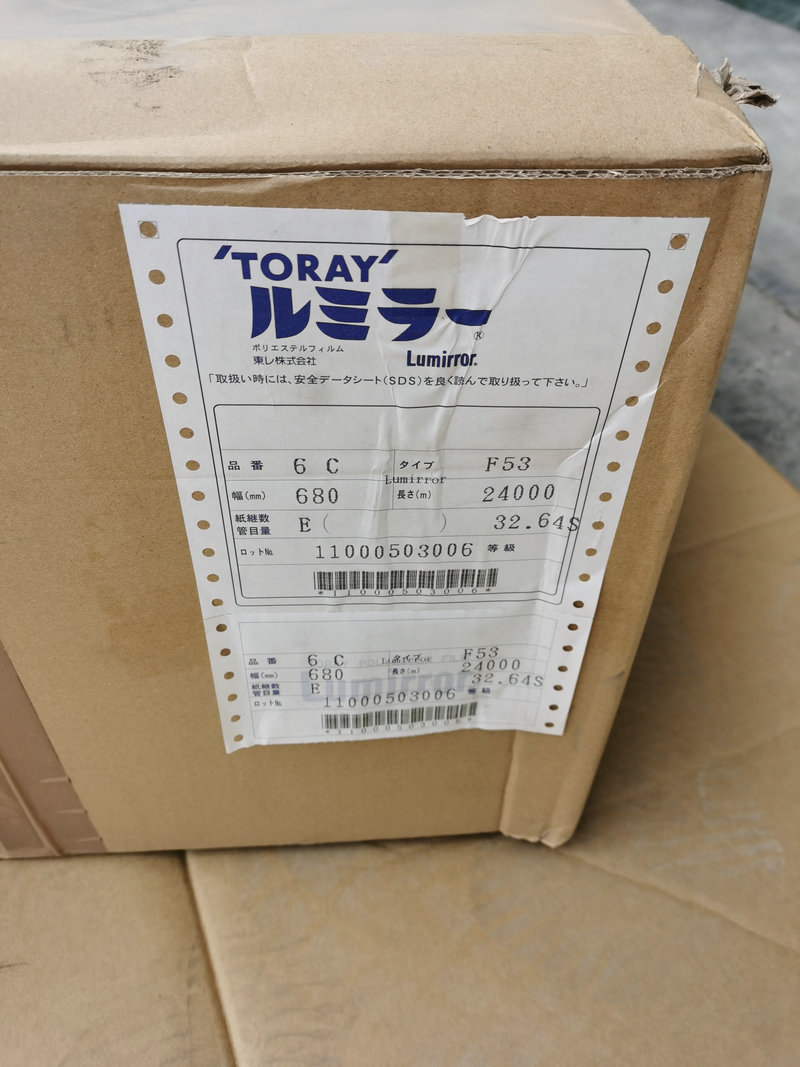 'TORAY'
ルミラー®
ポリエステルフィルム
東レ株式会社 Lumirror®
「取扱い時には、安全データシート(SDS)を良く読んで取り扱って下さい。」
品番 6 C タイプ F53
Lumirror
幅(mm) 680 長さ(m) 24000
紙継数
管目量 E ( ) 32.64S
ロット№ 11000503006 等級
*11000503006*
品番 6 C タイプ F53
Lumirror
幅(mm) 680 長さ(m) 24000
紙継数
管目量 E 32.64S
ロット№ 11000503006 等級
*11000503006*